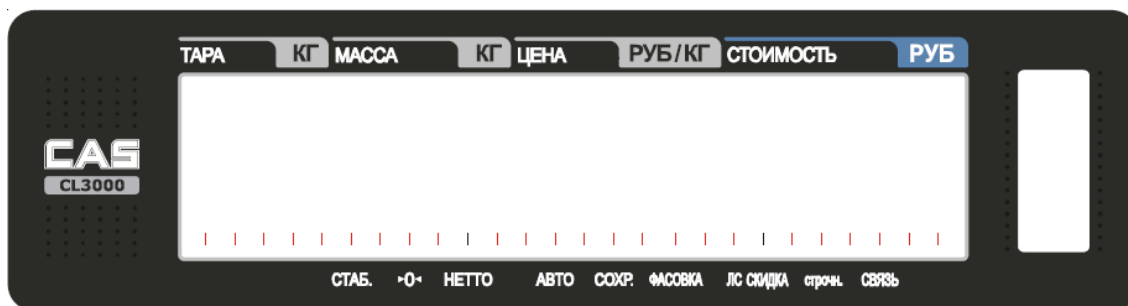 ТАРА КГ МАССА КГ ЦЕНА РУБ/КГ СТОИМОСТЬ РУБ
CAS
CL3000
СТАБ. ▸0◂ НЕТТО АВТО СОХР. ФАСОВКА ЛС СКИДКА строчн. СВЯЗЬ